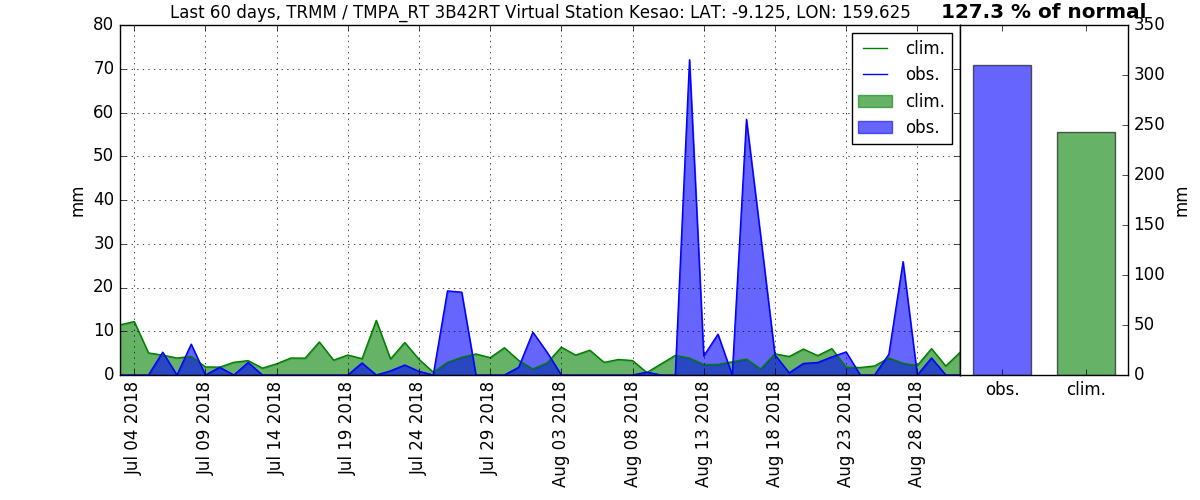 Last 60 days, TRMM / TMPA_RT 3B42RT Virtual Station Kesao: LAT: -9.125, LON: 159.625
127.3 % of normal
80
70
60
50
40
30
20
10
0
mm
clim.
obs.
clim.
obs.
350
300
250
200
150
100
50
0
mm
Jul 04 2018
Jul 09 2018
Jul 14 2018
Jul 19 2018
Jul 24 2018
Jul 29 2018
Aug 03 2018
Aug 08 2018
Aug 13 2018
Aug 18 2018
Aug 23 2018
Aug 28 2018
obs.
clim.